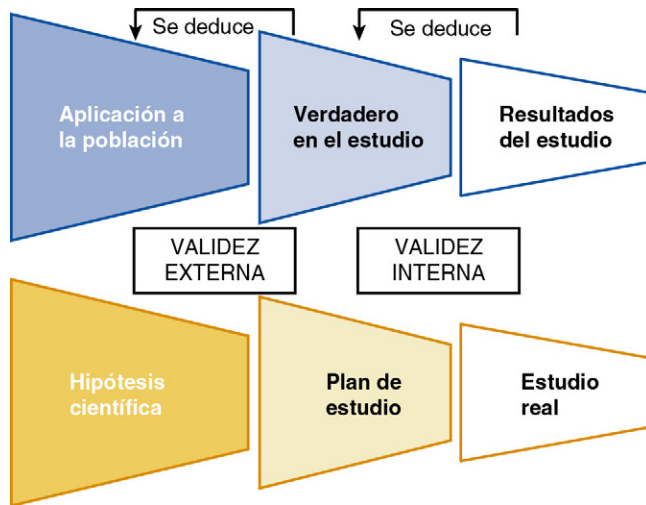 Se deduce
Se deduce
Aplicación a
la población
Verdadero
en el estudio
Resultados
del estudio
VALIDEZ
EXTERNA
VALIDEZ
INTERNA
Hipótesis
científica
Plan de
estudio
Estudio
real